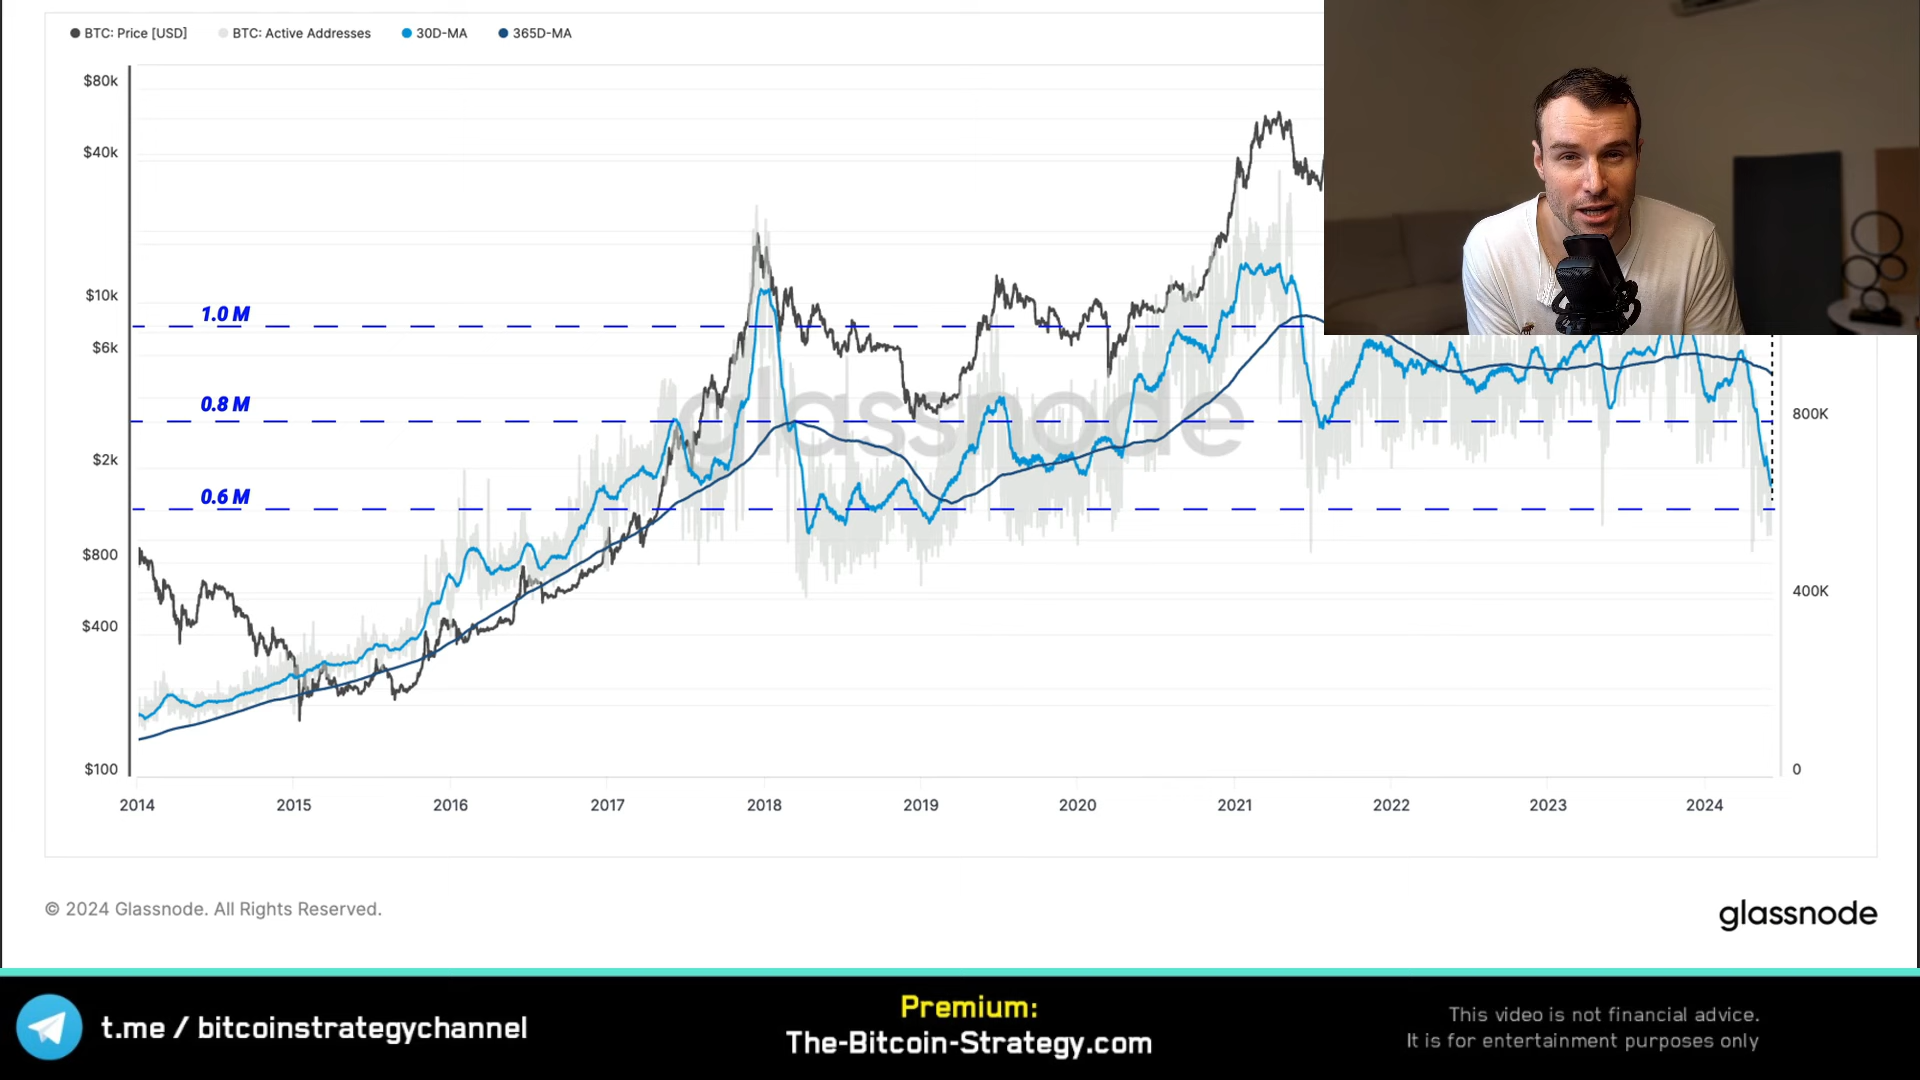 BTC: Price [USD] BTC: Active Addresses 30D-MA 365D-MA
$80k
$40k
$10k
$6k
$2k
$800
$400
$100
1.0 M
0.8 M
0.6 M
glassnode
800K
400K
0
2014 2015 2016 2017 2018 2019 2020 2021 2022 2023 2024
© 2024 Glassnode. All Rights Reserved.
glassnode
t.me / bitcoinstrategychannel
Premium:
The-Bitcoin-Strategy.com
This video is not financial advice.
It is for entertainment purposes only